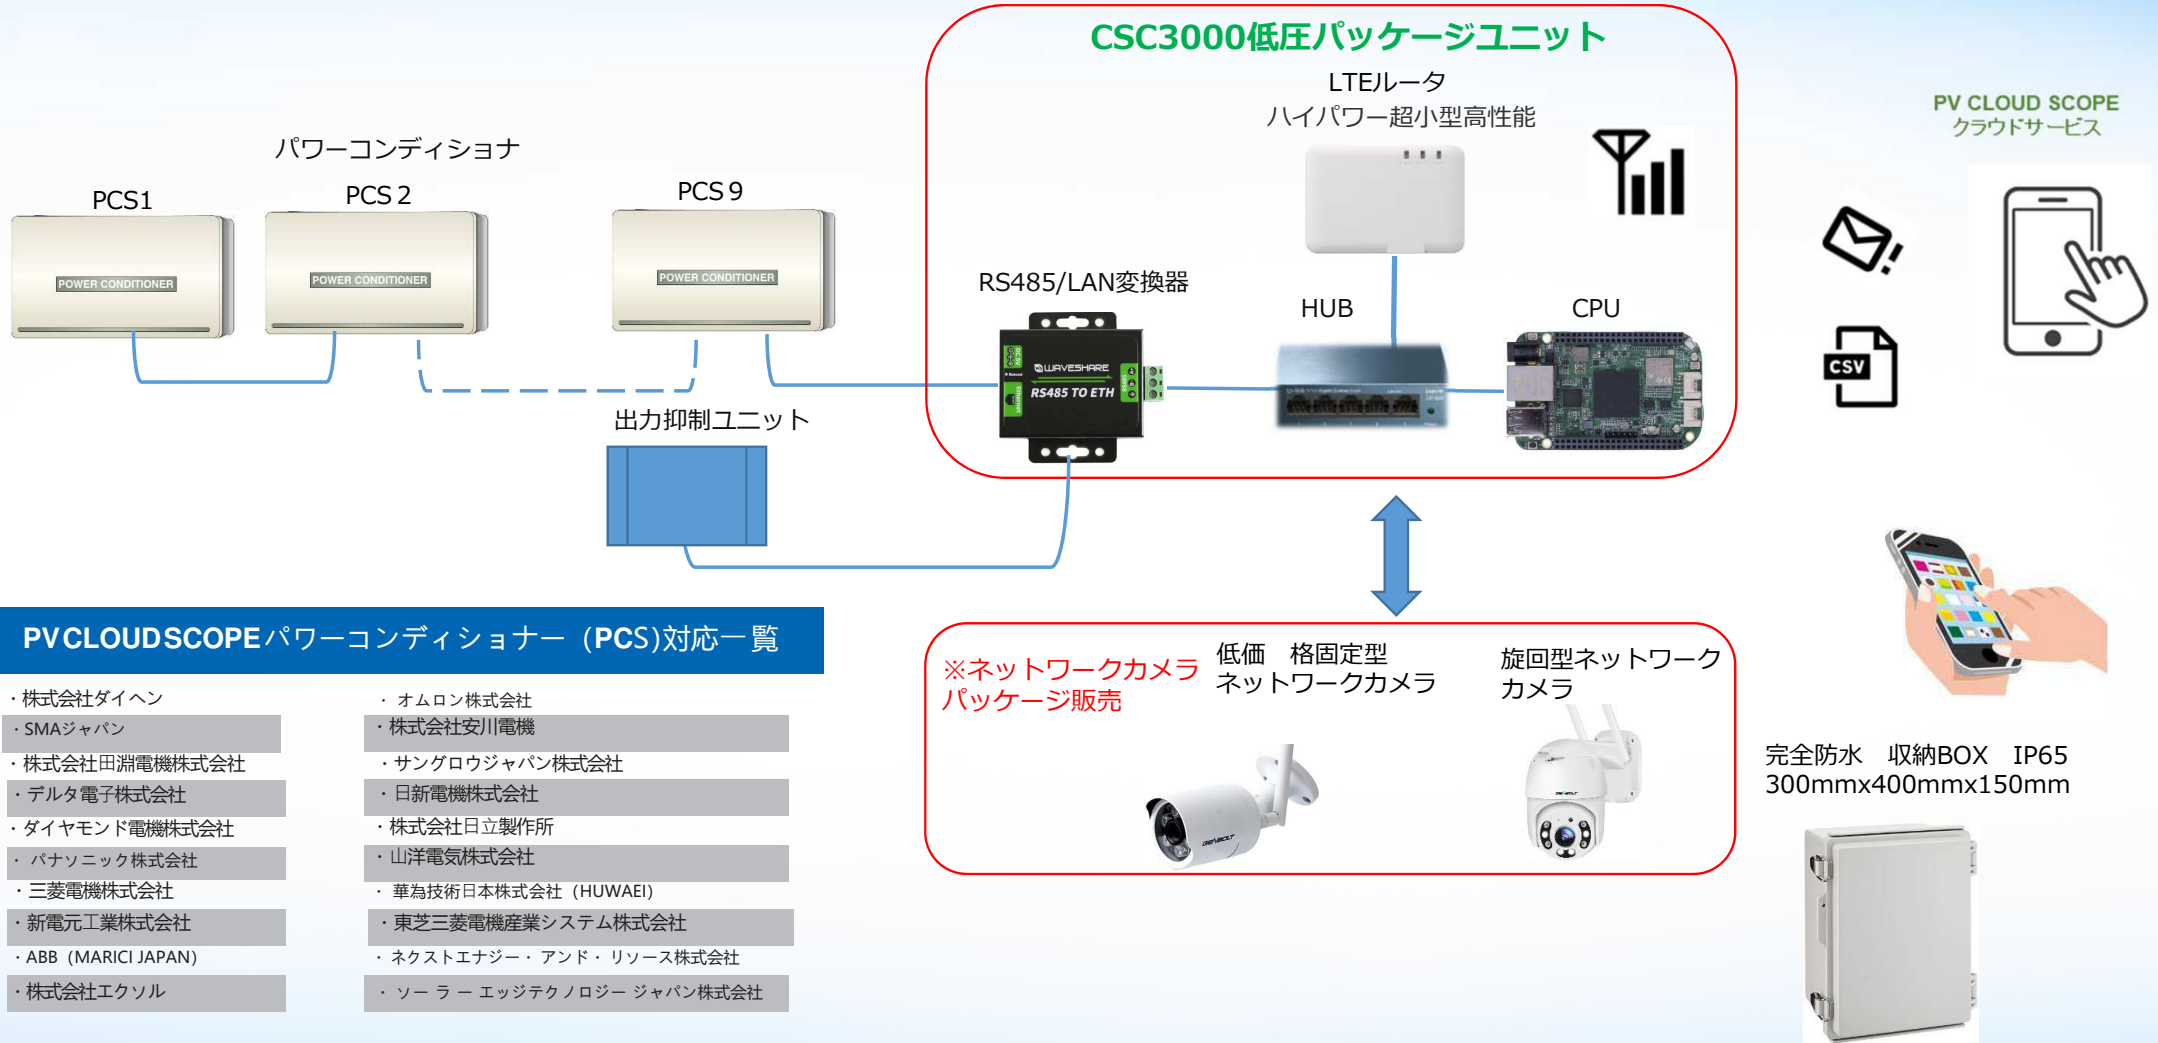 CSC3000低圧パッケージユニット
LTEルータ
ハイパワー超小型高性能
PV CLOUD SCOPE
クラウドサービス
パワーコンディショナ
PCS1
PCS 2
PCS 9
POWER CONDITIONER
POWER CONDITIONER
POWER CONDITIONER
RS485/LAN変換器
HUB
CPU
WAVESHARE
RS485 TO ETH
Ethernet
CSV
出力抑制ユニット
PV CLOUD SCOPE パワーコンディショナー (PCS)対応一覧
・株式会社ダイヘン
・SMAジャパン
・株式会社田淵電機株式会社
・デルタ電子株式会社
・ダイヤモンド電機株式会社
・パナソニック株式会社
・三菱電機株式会社
・新電元工業株式会社
・ABB（MARICI JAPAN）
・株式会社エクソル
・オムロン株式会社
・株式会社安川電機
・サングロウジャパン株式会社
・日新電機株式会社
・株式会社日立製作所
・山洋電気株式会社
・華為技術日本株式会社（HUWAEI）
・東芝三菱電機産業システム株式会社
・ネクストエナジー・アンド・リソース株式会社
・ソーラーエッジテクノロジージャパン株式会社
※ネットワークカメラ
パッケージ販売
低価　格固定型
ネットワークカメラ
旋回型ネットワーク
カメラ
GENBOLT
GENBOLT
完全防水　収納BOX　IP65
300mmx400mmx150mm